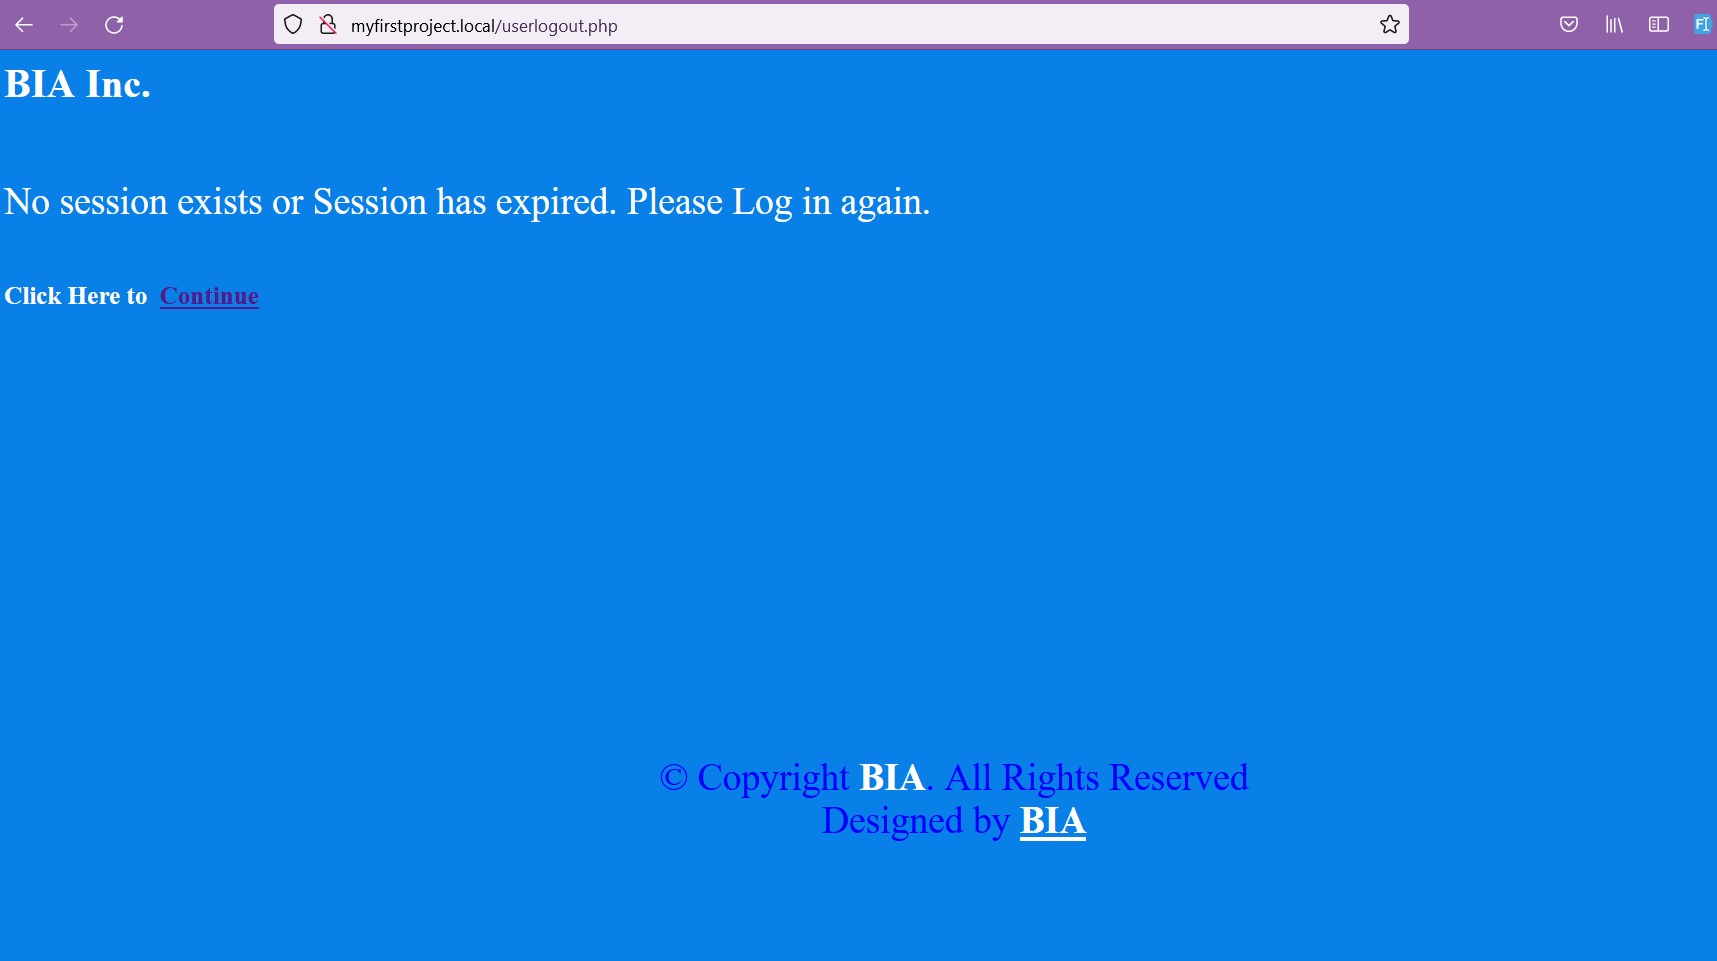 myfirstproject.local/userlogout.php
BIA Inc.
No session exists or Session has expired. Please Log in again.
Click Here to Continue
© Copyright BIA. All Rights Reserved
Designed by BIA